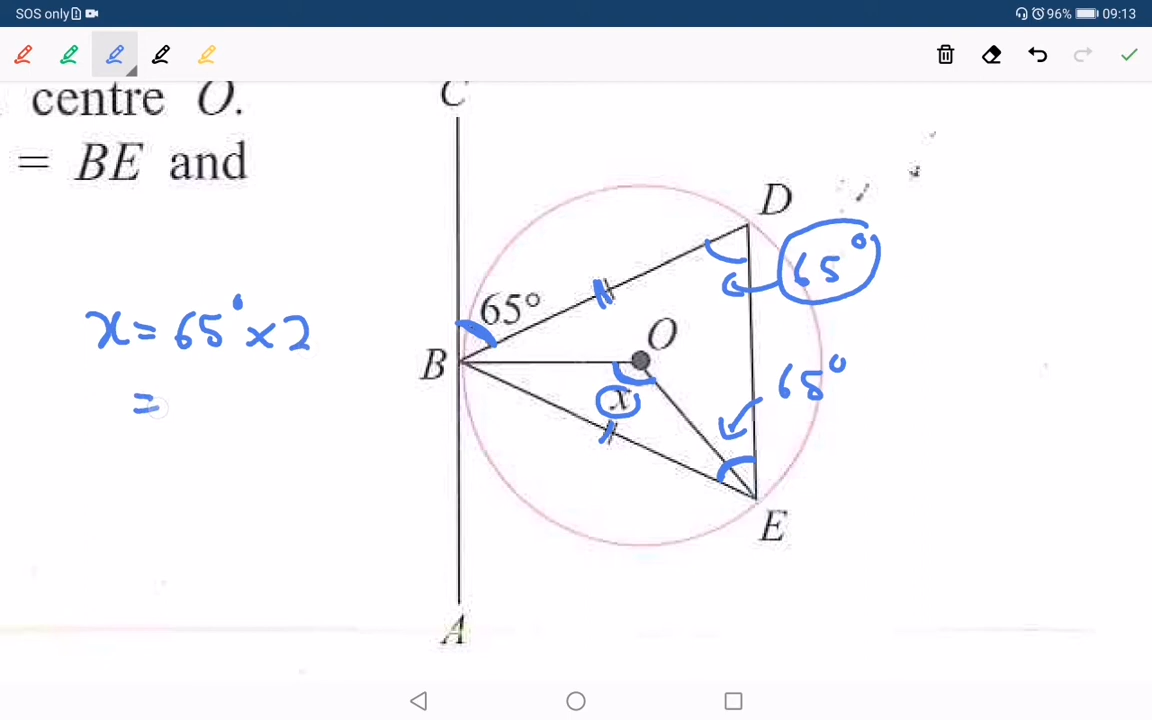 SOS only
96% 09:13
centre O.
= BE and
C
D
65°
65°
O
x = 65° × 2
B
x
65°
=
E
A